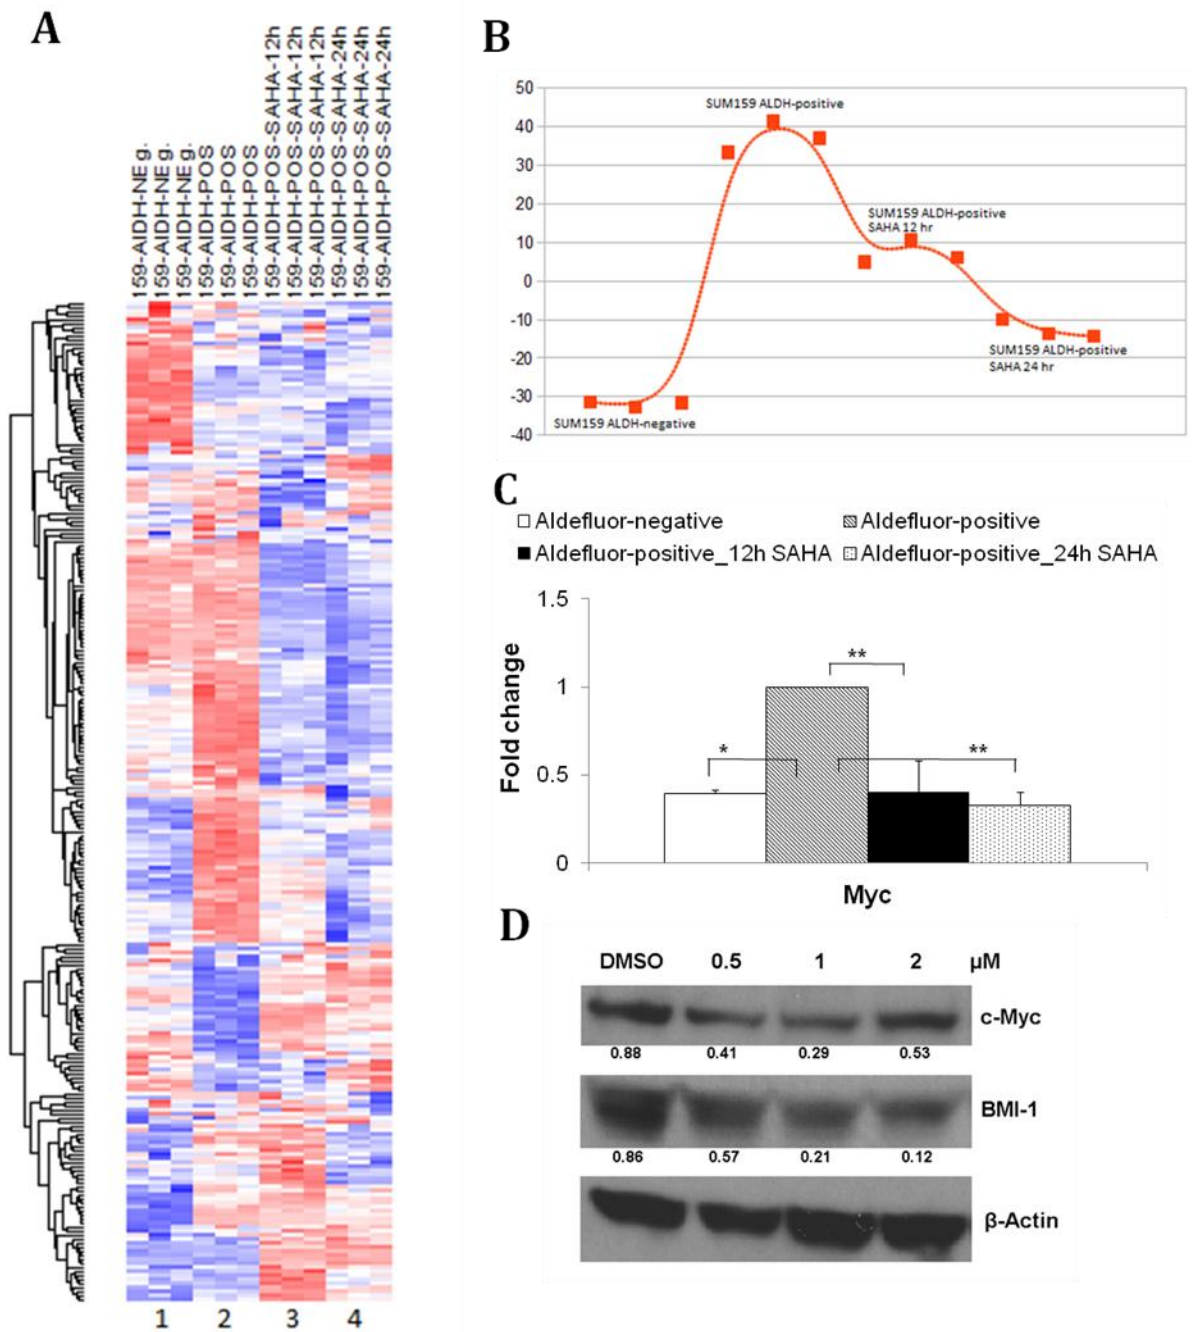 A
159-AlDH-NEg.
159-AlDH-NEg.
159-AlDH-NEg.
159-AlDH-POS
159-AlDH-POS
159-AlDH-POS
159-AlDH-POS-SAHA-12h
159-AlDH-POS-SAHA-12h
159-AlDH-POS-SAHA-12h
159-AlDH-POS-SAHA-24h
159-AlDH-POS-SAHA-24h
159-AlDH-POS-SAHA-24h
1 2 3 4
B
50
40
30
20
10
0
-10
-20
-30
-40
SUM159 ALDH-positive
SUM159 ALDH-positive
SAHA 12 hr
SUM159 ALDH-positive
SAHA 24 hr
SUM159 ALDH-negative
C
Aldefluor-negative Aldefluor-positive
Aldefluor-positive_12h SAHA Aldefluor-positive_24h SAHA
Fold change
1.5
1
0.5
0
**
* **
Myc
D
DMSO 0.5 1 2 µM
c-Myc
0.88 0.41 0.29 0.53
BMI-1
0.86 0.57 0.21 0.12
β-Actin